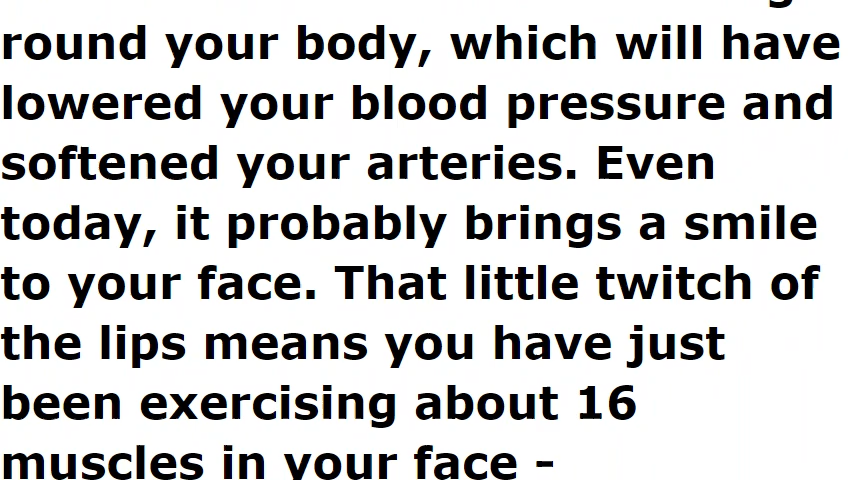 round your body, which will have
lowered your blood pressure and
softened your arteries. Even
today, it probably brings a smile
to your face. That little twitch of
the lips means you have just
been exercising about 16
muscles in your face -